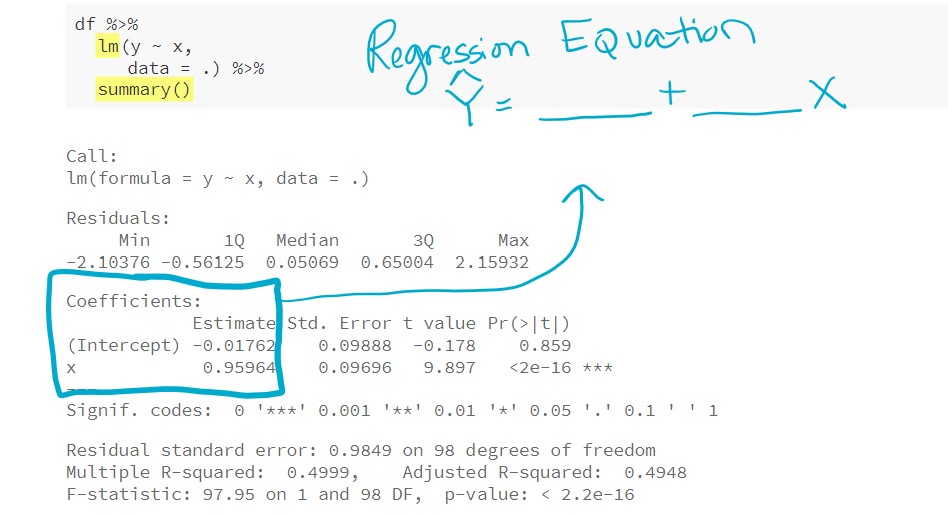 df %>%
lm(y ~ x,
data = .) %>%
summary()
Regression Equation
Ŷ = ____ + ____ X
Call:
lm(formula = y ~ x, data = .)
Residuals:
Min 1Q Median 3Q Max
-2.10376 -0.56125 0.05069 0.65004 2.15932
Coefficients:
Estimate Std. Error t value Pr(>|t|)
(Intercept) -0.01762 0.09888 -0.178 0.859
x 0.95964 0.09696 9.897 <2e-16 ***
---
Signif. codes: 0 '***' 0.001 '**' 0.01 '*' 0.05 '.' 0.1 ' ' 1
Residual standard error: 0.9849 on 98 degrees of freedom
Multiple R-squared: 0.4999, Adjusted R-squared: 0.4948
F-statistic: 97.95 on 1 and 98 DF, p-value: < 2.2e-16